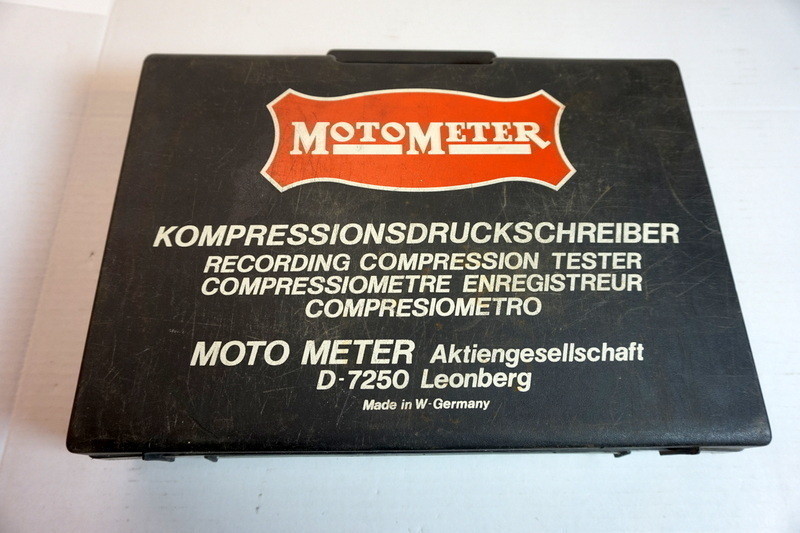 MOTOMETER
KOMPRESSIONSDRUCKSCHREIBER
RECORDING COMPRESSION TESTER
COMPRESSIOMETRE ENREGISTREUR
COMPRESIOMETRO
MOTO METER Aktiengesellschaft
D-7250 Leonberg
Made in W-Germany